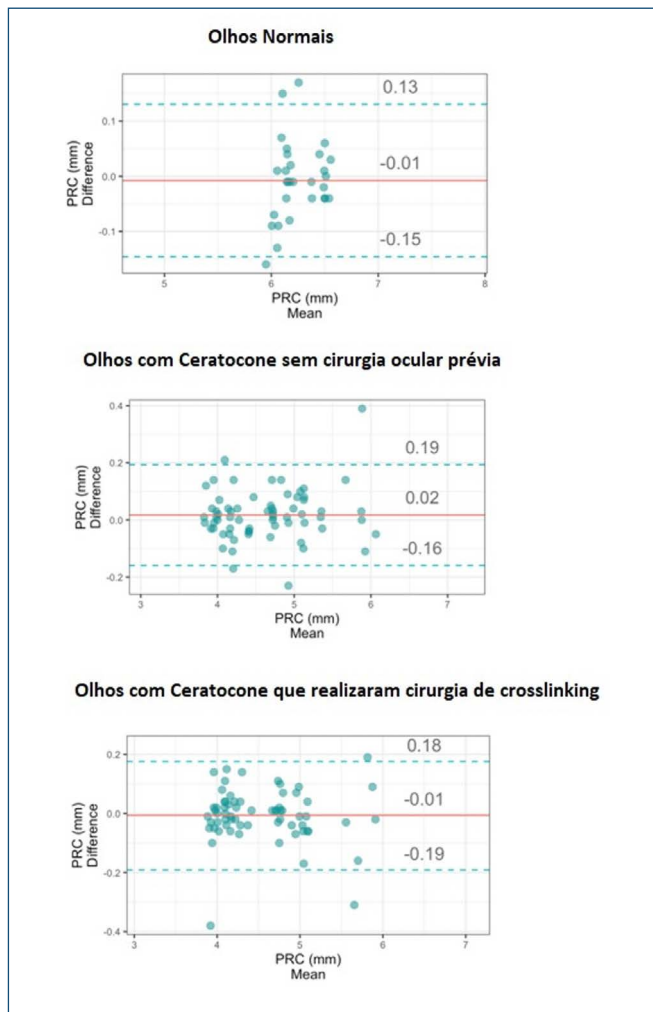 Olhos Normais
0.13
0.1
-0.01
0.0
PRC (mm)
Difference
-0.1
-0.15
5 6 7 8
PRC (mm)
Mean
Olhos com Ceratocone sem cirurgia ocular prévia
0.4
0.19
0.2
0.02
PRC (mm)
Difference
0.0
-0.16
-0.2
3 4 5 6 7
PRC (mm)
Mean
Olhos com Ceratocone que realizaram cirurgia de crosslinking
0.18
0.2
-0.01
0.0
PRC (mm)
Difference
-0.19
-0.2
-0.4
3 4 5 6 7
PRC (mm)
Mean